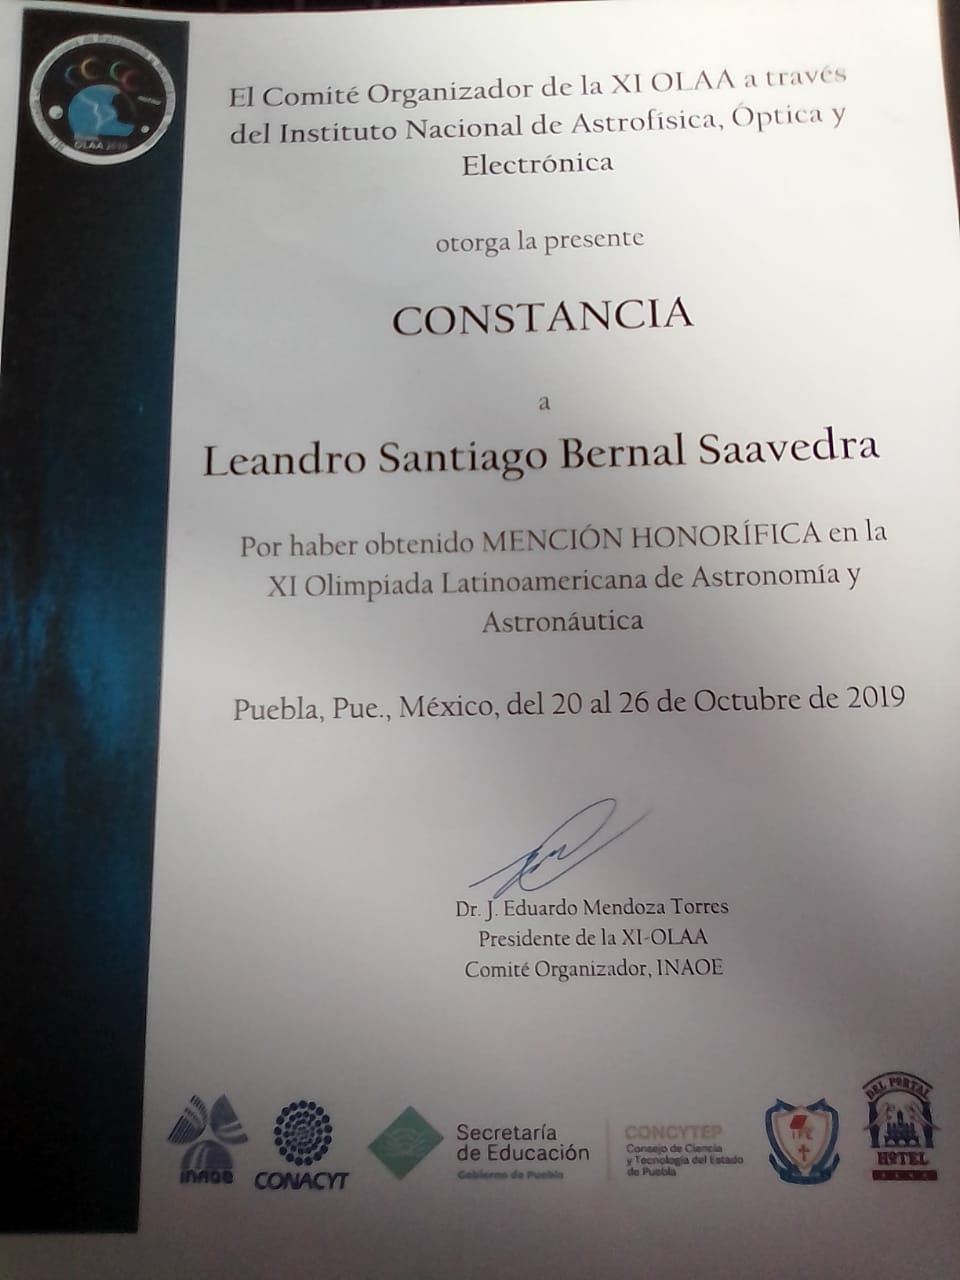 OLAA 2019
El Comité Organizador de la XI OLAA a través
del Instituto Nacional de Astrofísica, Óptica y
Electrónica
otorga la presente
CONSTANCIA
a
Leandro Santiago Bernal Saavedra
Por haber obtenido MENCIÓN HONORÍFICA en la
XI Olimpiada Latinoamericana de Astronomía y
Astronáutica
Puebla, Pue., México, del 20 al 26 de Octubre de 2019
Dr. J. Eduardo Mendoza Torres
Presidente de la XI-OLAA
Comité Organizador, INAOE
INAOE
CONACYT
Secretaría
de Educación
Gobierno de Puebla
CONCYTEP
Consejo de Ciencia
y Tecnología del Estado
de Puebla
DEL PORTAL
HOTEL